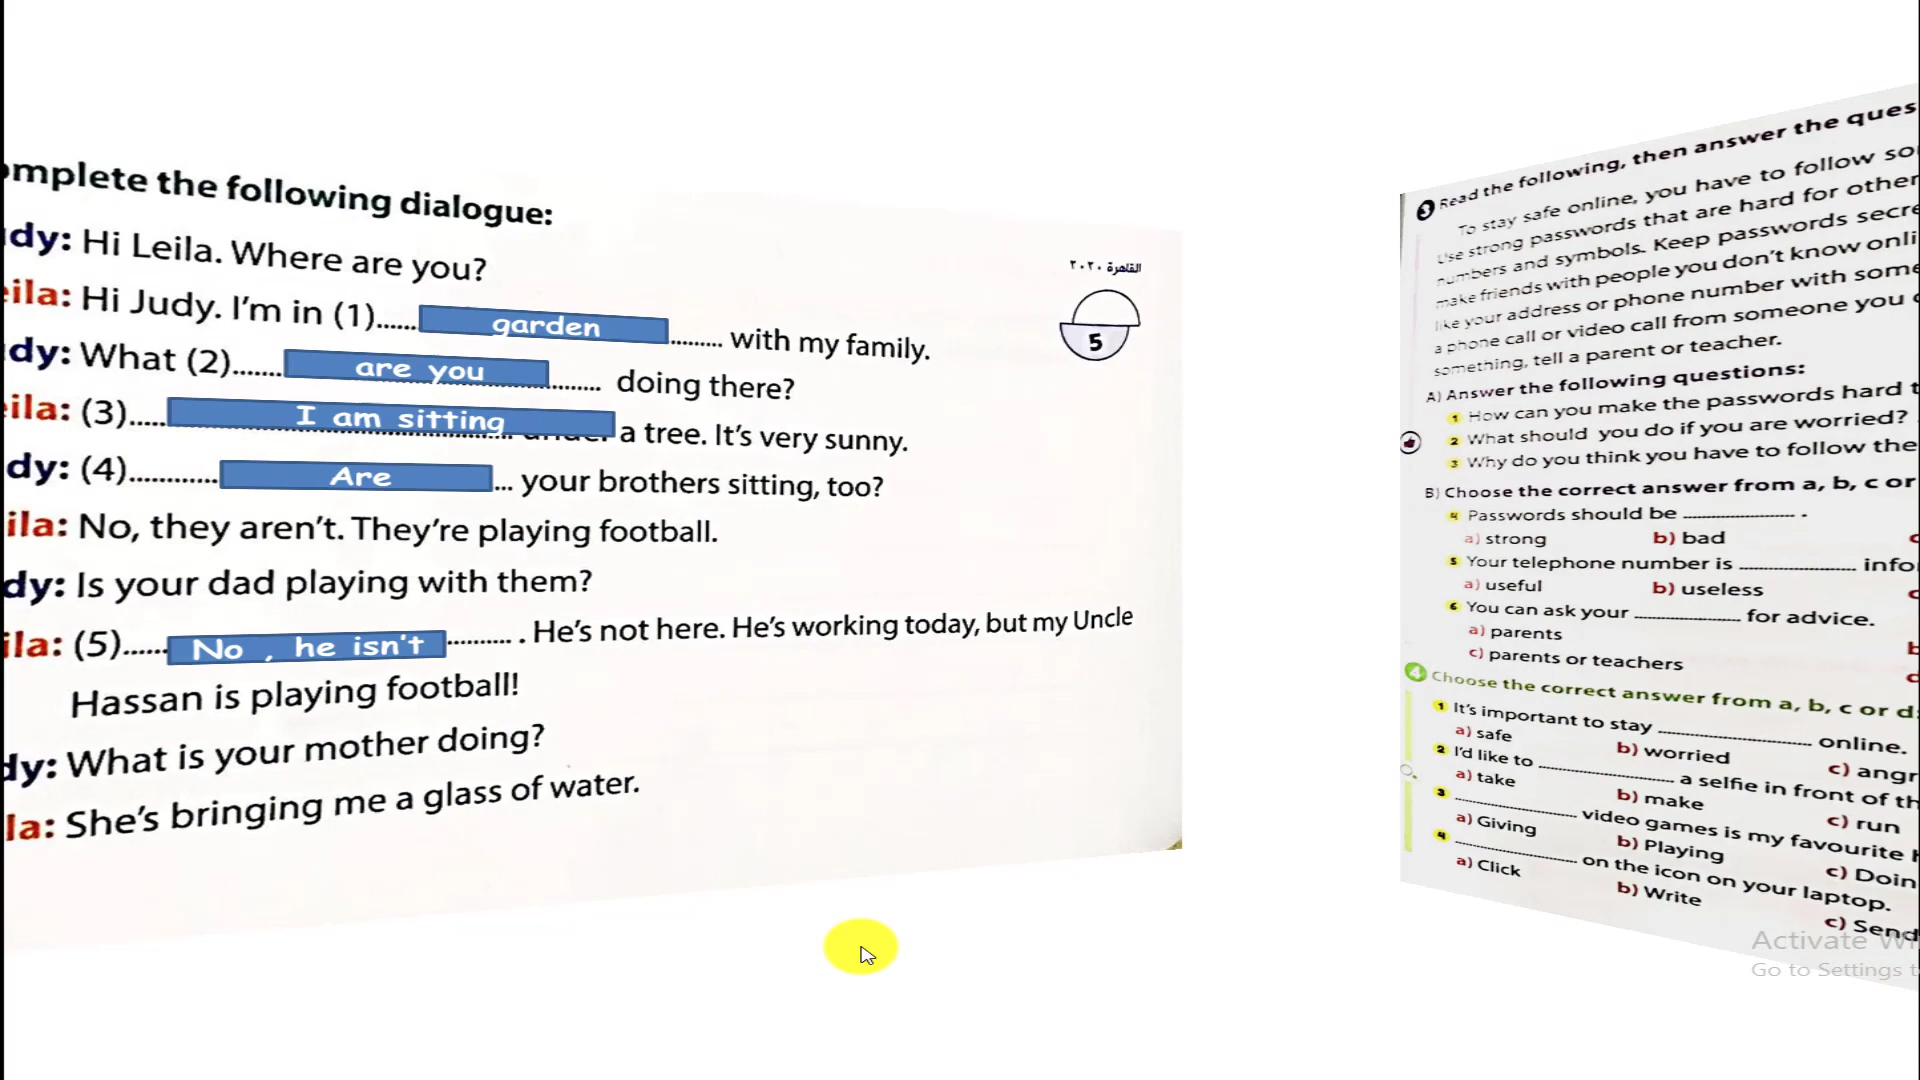 omplete the following dialogue:
dy: Hi Leila. Where are you?
ila: Hi Judy. I'm in (1)...... garden ......... with my family.
dy: What (2)....... are you ......... doing there?
ila: (3)..... I am sitting a tree. It's very sunny.
dy: (4)............ Are ... your brothers sitting, too?
ila: No, they aren't. They're playing football.
dy: Is your dad playing with them?
ila: (5)...... No , he isn't .......... . He's not here. He's working today, but my Uncle
Hassan is playing football!
dy: What is your mother doing?
la: She's bringing me a glass of water.
القاهرة ٢٠٢٠
5
3 Read the following, then answer the ques
To stay safe online, you have to follow so
Use strong passwords that are hard for other
numbers and symbols. Keep passwords secre
make friends with people you don't know onli
like your address or phone number with some
a phone call or video call from someone you
something, tell a parent or teacher.
A) Answer the following questions:
1 How can you make the passwords hard t
2 What should you do if you are worried?
3 Why do you think you have to follow the
B) Choose the correct answer from a, b, c or
4 Passwords should be .................... .
a) strong b) bad c
5 Your telephone number is .................... info
a) useful b) useless c
6 You can ask your .................... for advice.
a) parents b
c) parents or teachers d
4 Choose the correct answer from a, b, c or d:
1 It's important to stay .................... online.
a) safe b) worried c) angr
2 I'd like to .................... a selfie in front of th
a) take b) make c) run
3 .................... video games is my favourite h
a) Giving b) Playing c) Doin
4 .................... on the icon on your laptop.
a) Click b) Write c) Send
Activate Wi
Go to Settings t